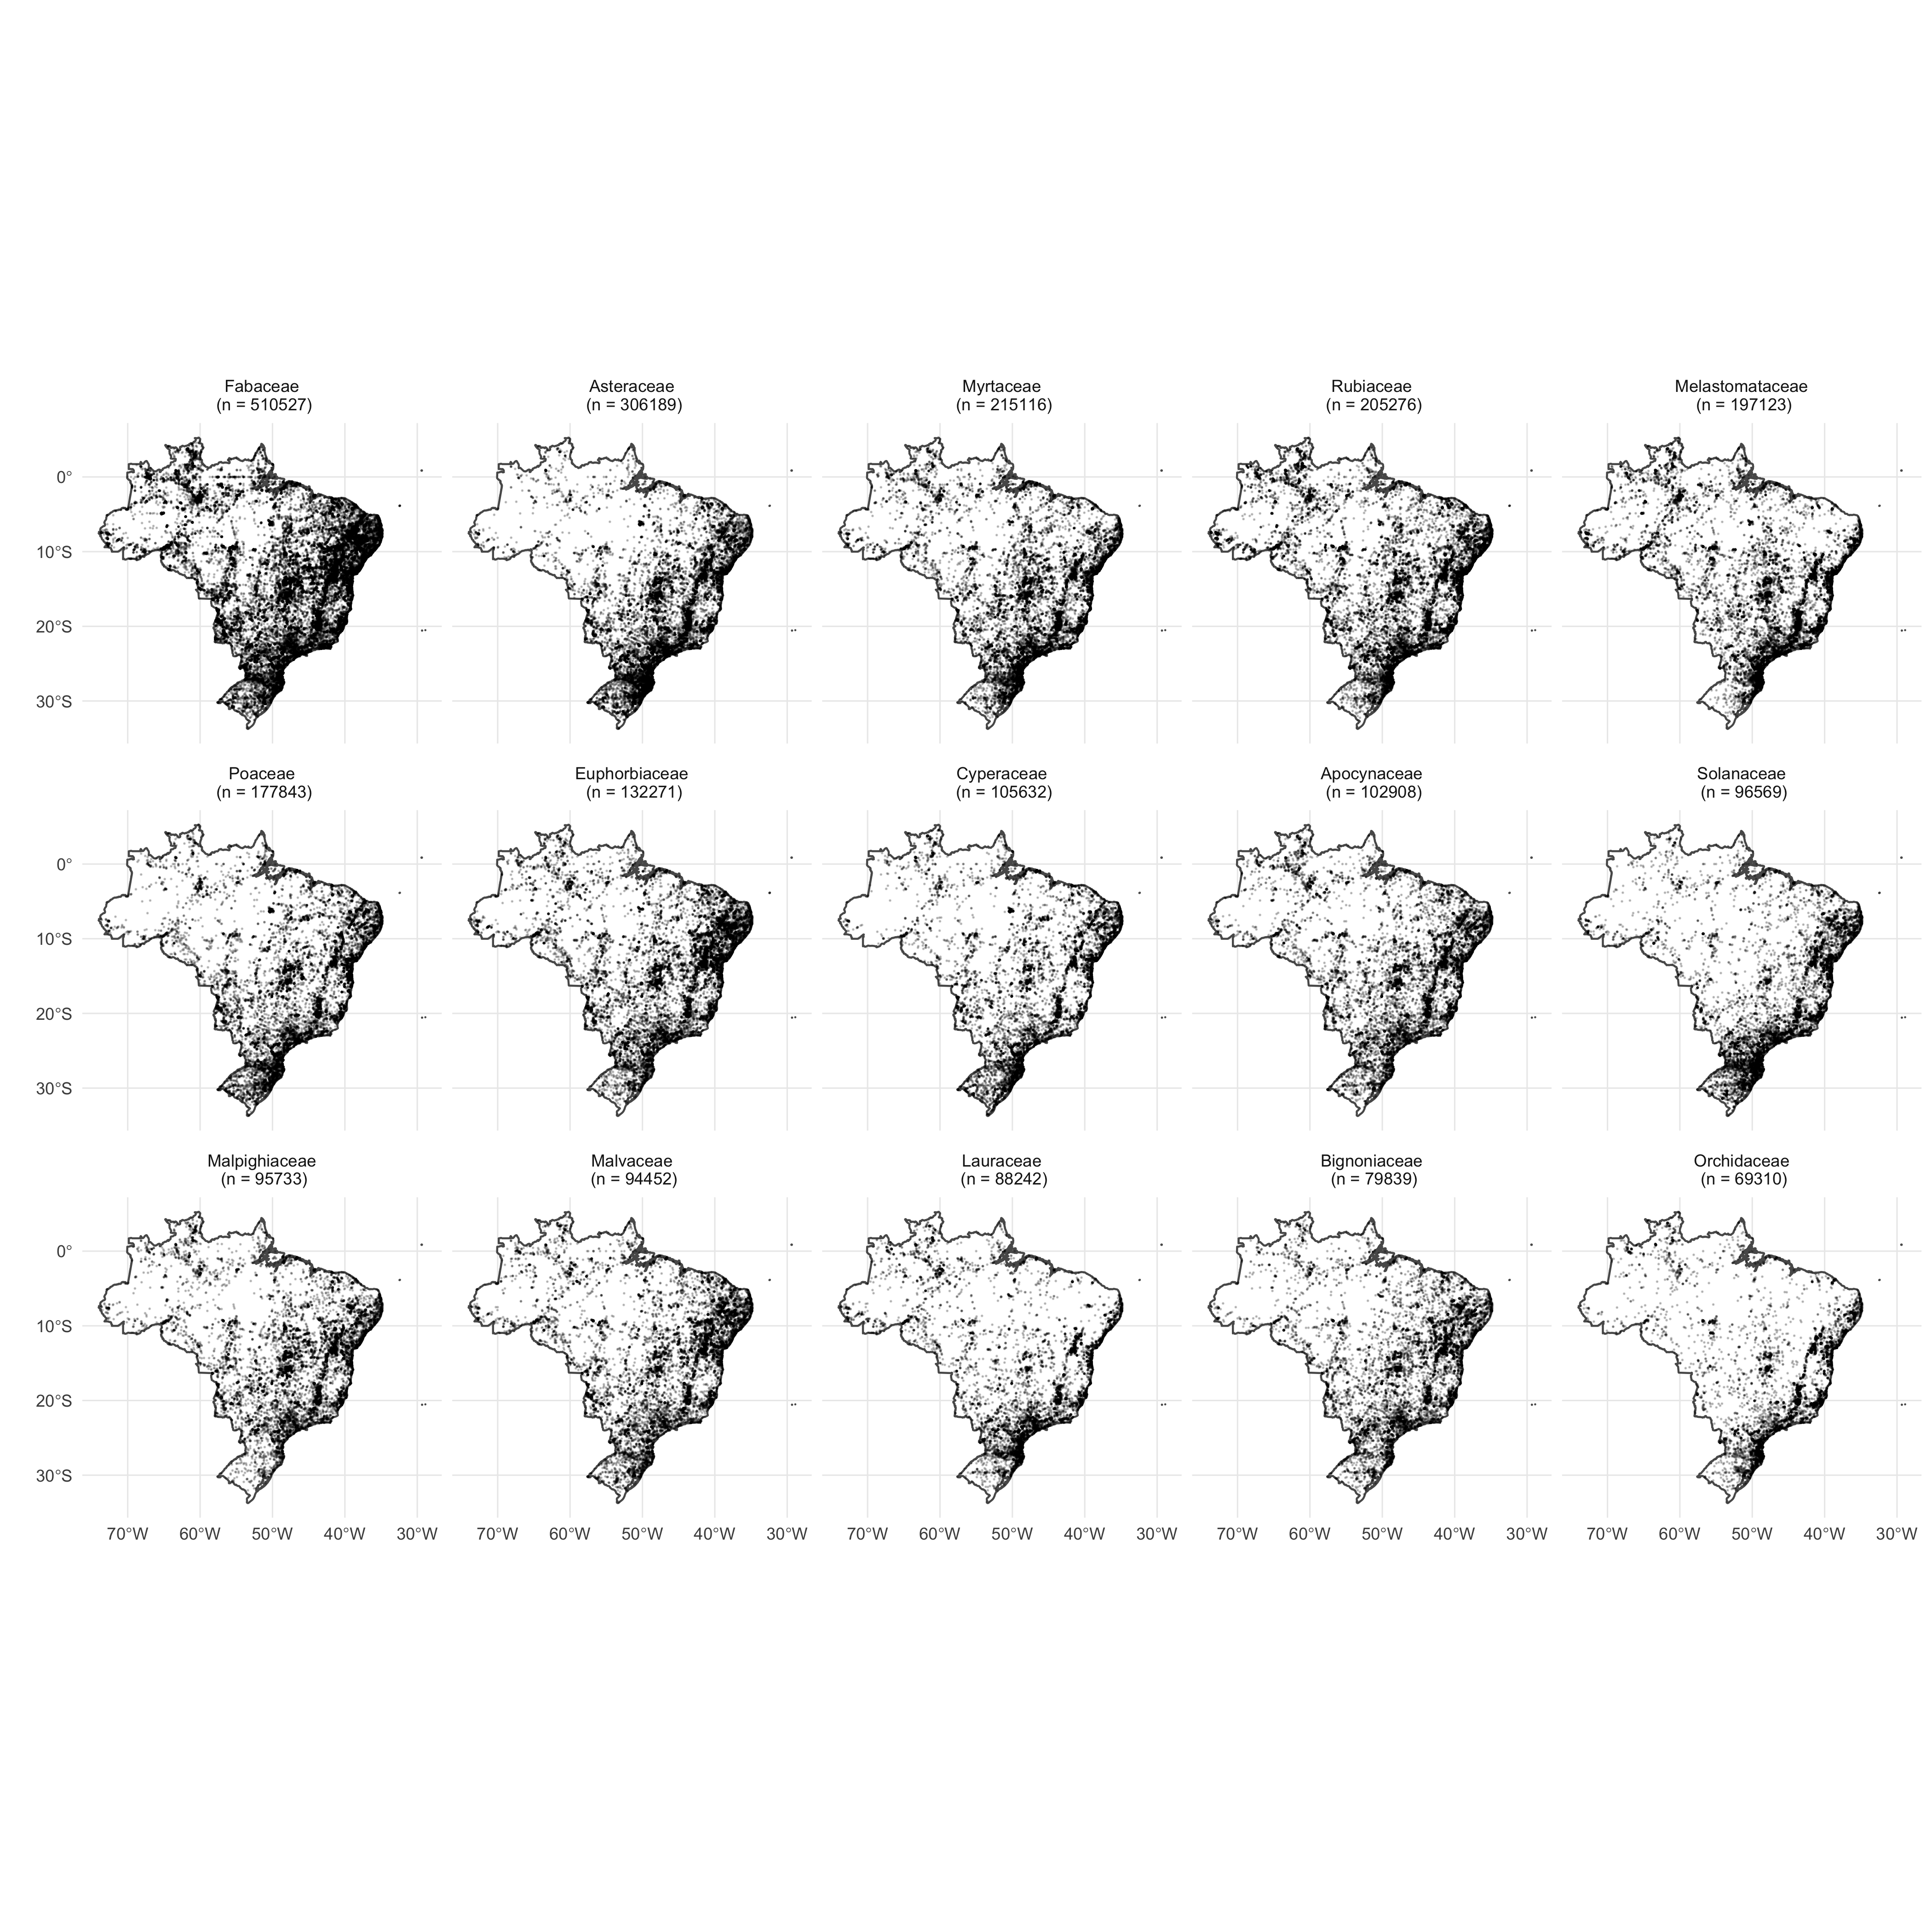 Fabaceae
(n = 510527)
Asteraceae
(n = 306189)
Myrtaceae
(n = 215116)
Rubiaceae
(n = 205276)
Melastomataceae
(n = 197123)
0°
10°S
20°S
30°S
Poaceae
(n = 177843)
Euphorbiaceae
(n = 132271)
Cyperaceae
(n = 105632)
Apocynaceae
(n = 102908)
Solanaceae
(n = 96569)
0°
10°S
20°S
30°S
Malpighiaceae
(n = 95733)
Malvaceae
(n = 94452)
Lauraceae
(n = 88242)
Bignoniaceae
(n = 79839)
Orchidaceae
(n = 69310)
0°
10°S
20°S
30°S
70°W 60°W 50°W 40°W 30°W
70°W 60°W 50°W 40°W 30°W
70°W 60°W 50°W 40°W 30°W
70°W 60°W 50°W 40°W 30°W
70°W 60°W 50°W 40°W 30°W